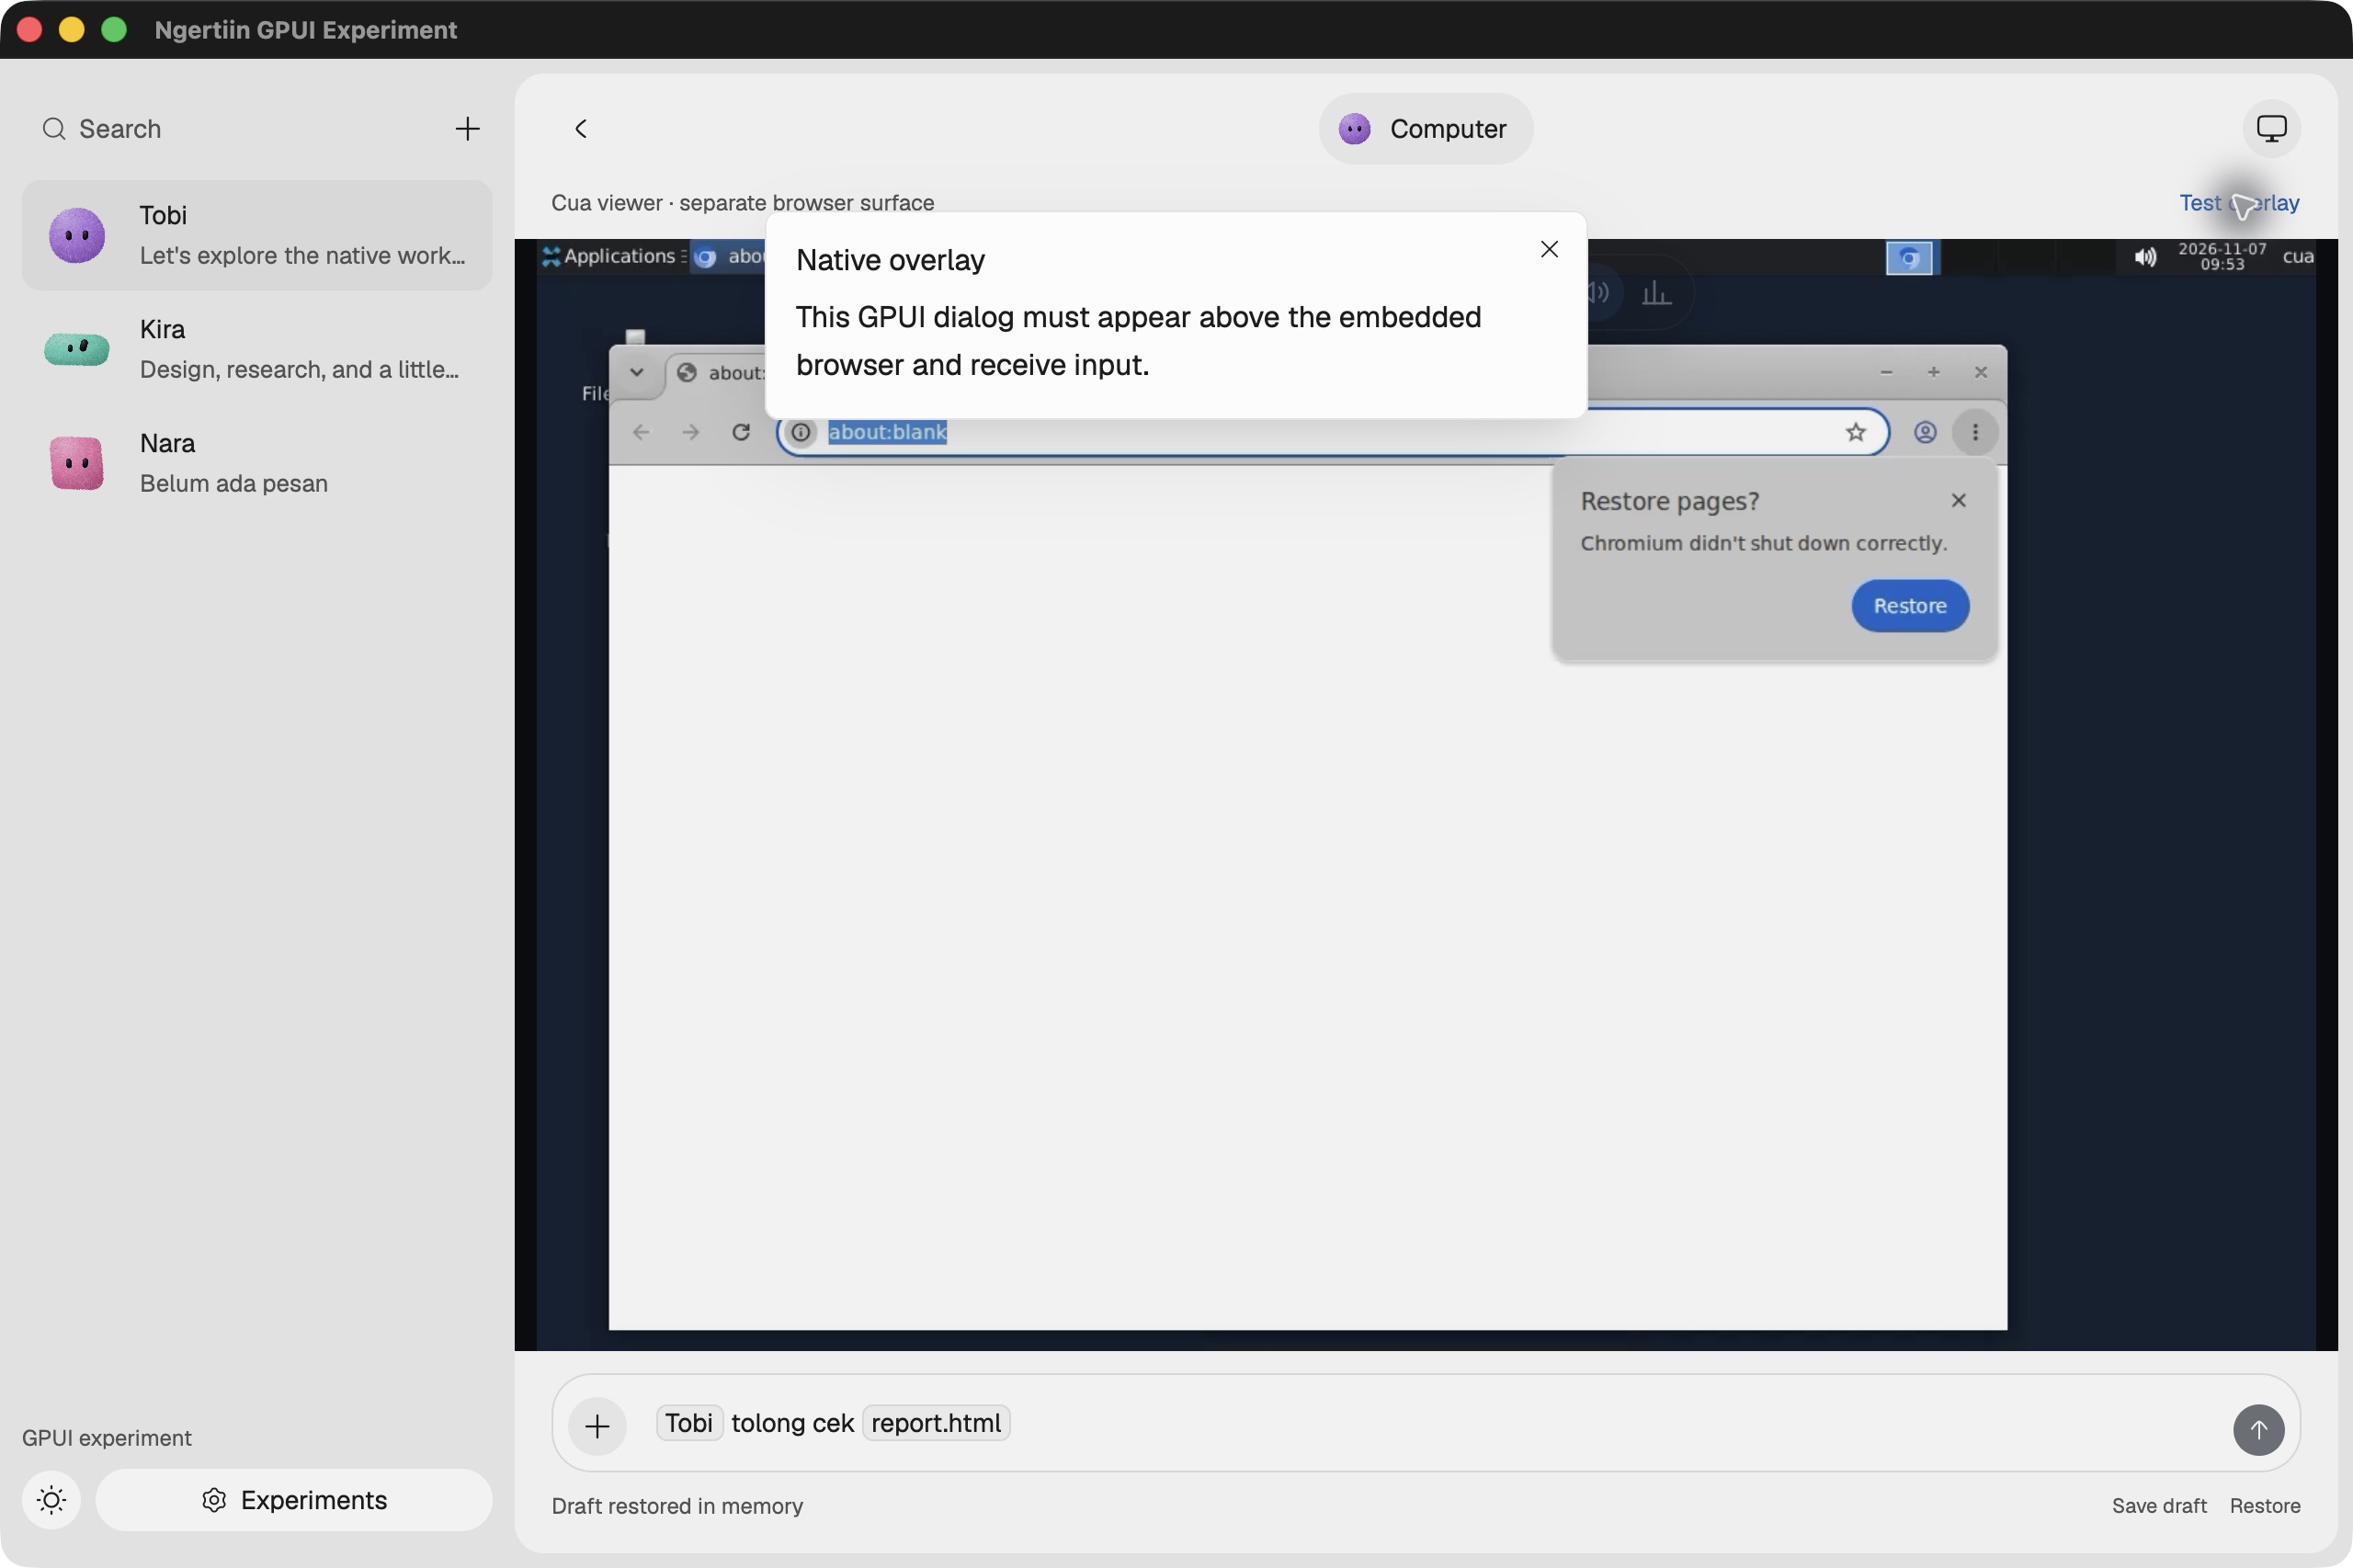 Ngertiin GPUI Experiment
Search
Tobi
Let's explore the native work...
Kira
Design, research, and a little...
Nara
Belum ada pesan
GPUI experiment
Experiments
Computer
Cua viewer · separate browser surface
Test
Applications
2026-11-07
09:53
cua
Native overlay
This GPUI dialog must appear above the embedded
browser and receive input.
about:blank
Restore pages?
Chromium didn't shut down correctly.
Restore
Tobi tolong cek report.html
Draft restored in memory
Save draft Restore